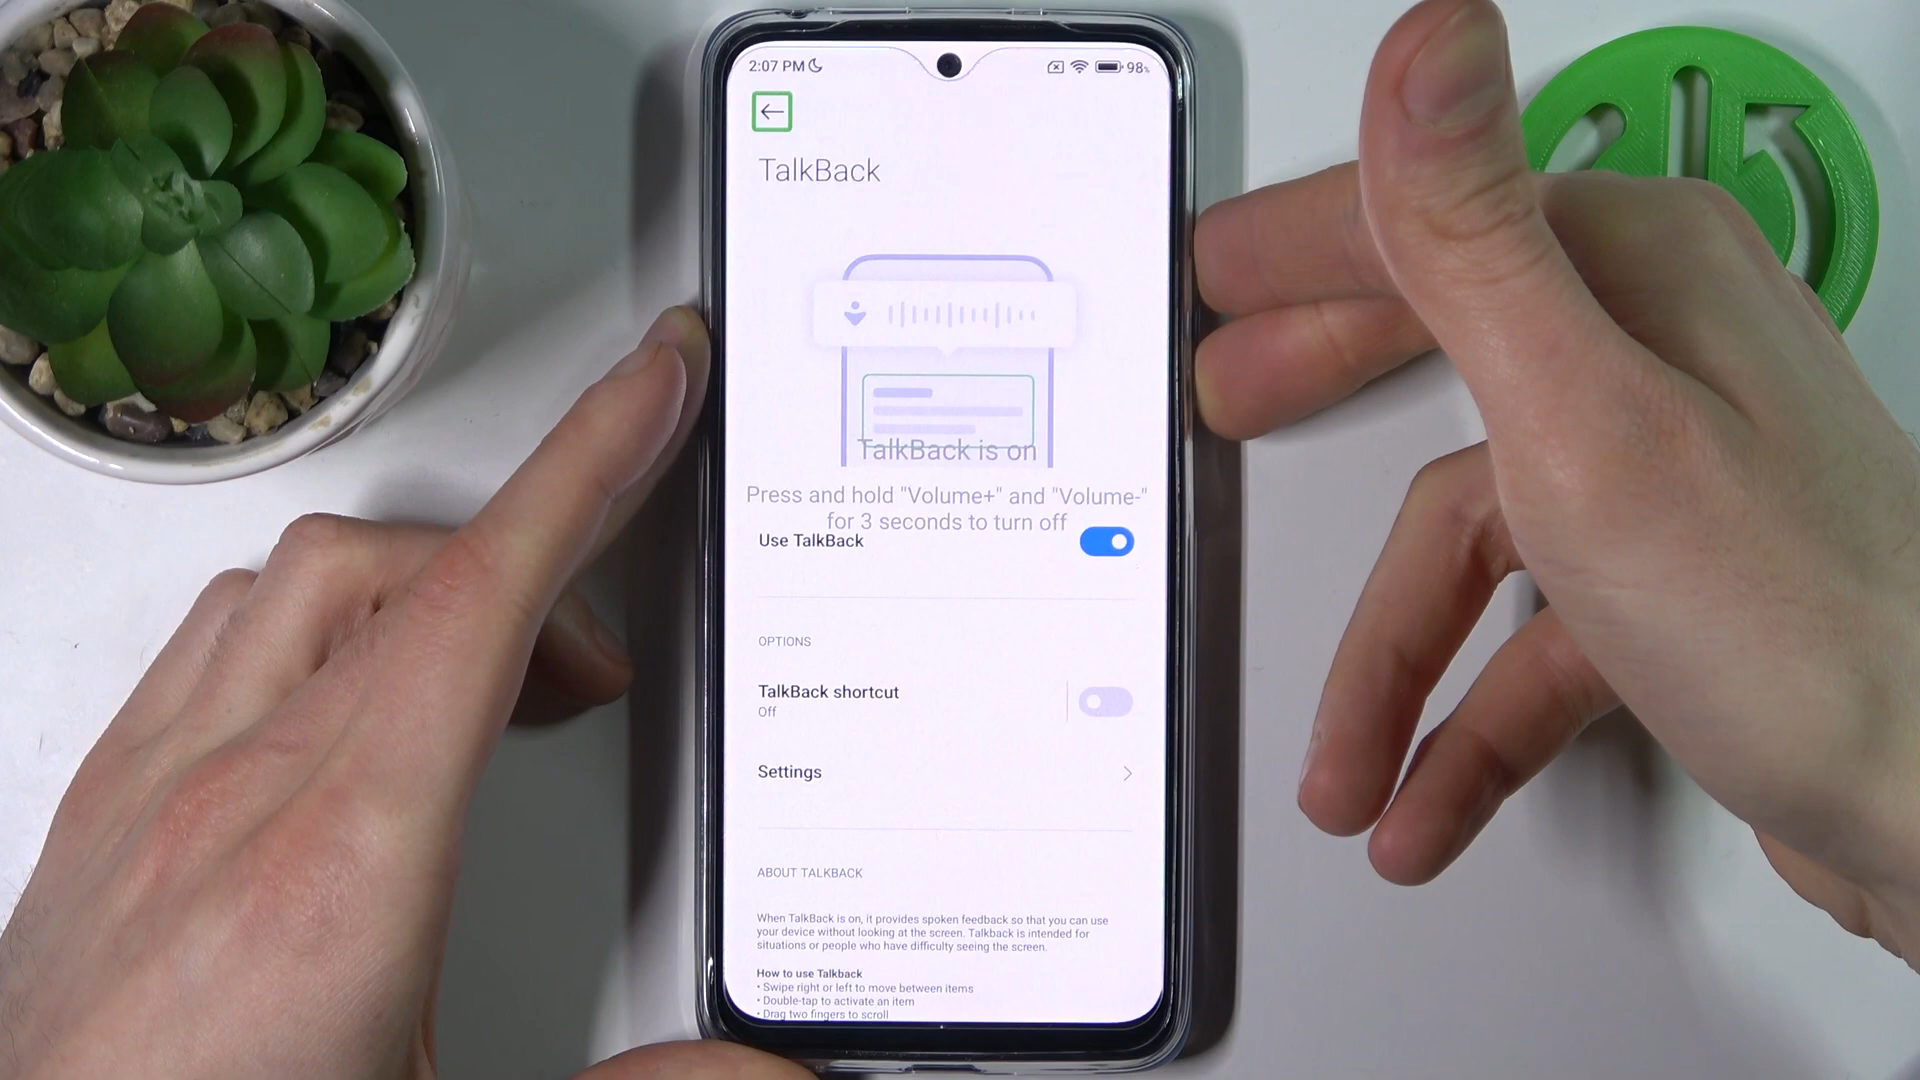 2:07 PM
98%
TalkBack
TalkBack is on
Press and hold "Volume+" and "Volume-"
for 3 seconds to turn off
Use TalkBack
OPTIONS
TalkBack shortcut
Off
Settings
ABOUT TALKBACK
When TalkBack is on, it provides spoken feedback so that you can use
your device without looking at the screen. Talkback is intended for
situations or people who have difficulty seeing the screen.
How to use Talkback
• Swipe right or left to move between items
• Double-tap to activate an item
• Drag two fingers to scroll